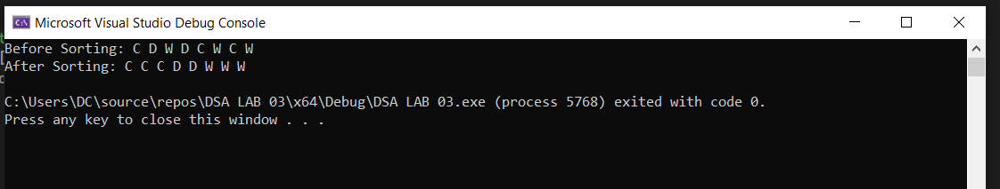 Microsoft Visual Studio Debug Console
Before Sorting: C D W D C W C W
After Sorting: C C C D D W W W
C:\Users\DC\source\repos\DSA LAB 03\x64\Debug\DSA LAB 03.exe (process 5768) exited with code 0.
Press any key to close this window . . .